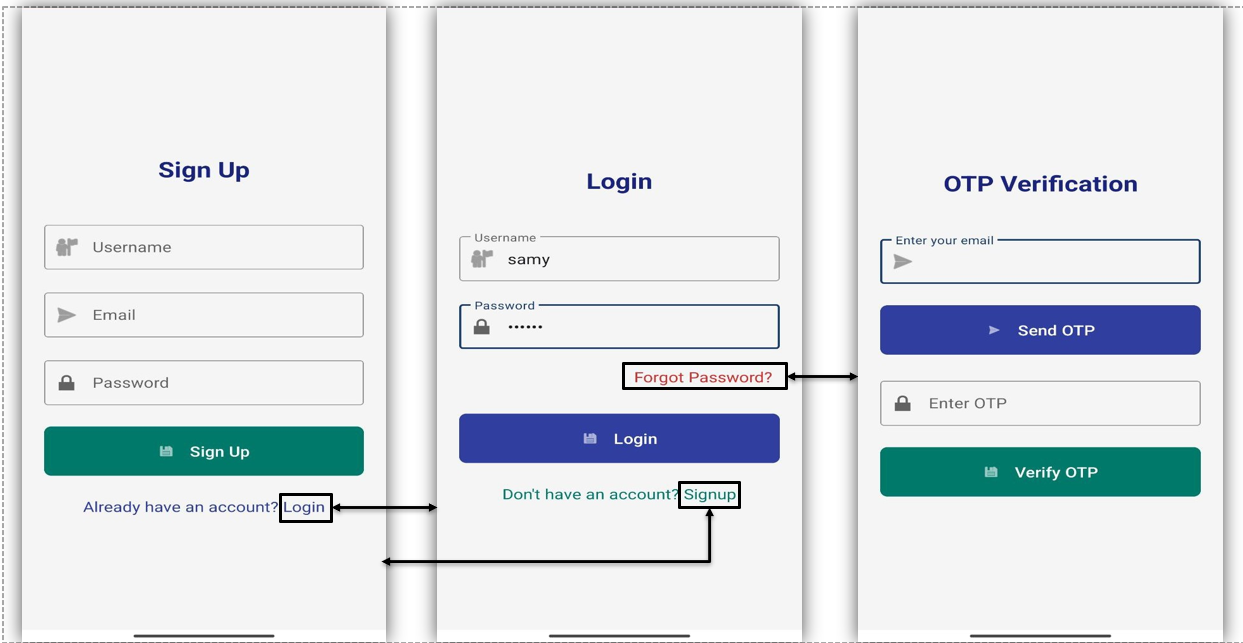 Sign Up
Username
Email
Password
Sign Up
Already have an account? Login
Login
Username
samy
Password
••••••
Forgot Password?
Login
Don't have an account? Signup
OTP Verification
Enter your email
Send OTP
Enter OTP
Verify OTP